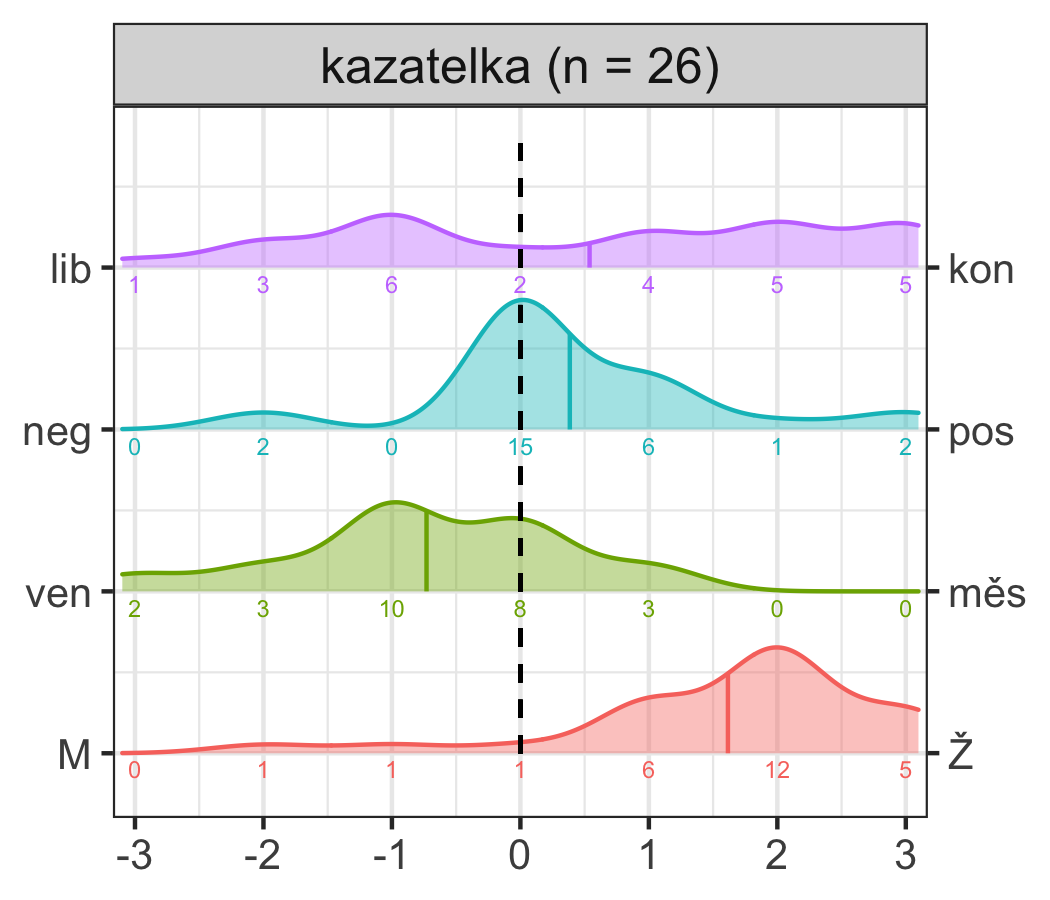 kazatelka (n = 26)
lib kon
1 3 6 2 4 5 5
neg pos
0 2 0 15 6 1 2
ven měs
2 3 10 8 3 0 0
M Ž
0 1 1 1 6 12 5
-3 -2 -1 0 1 2 3